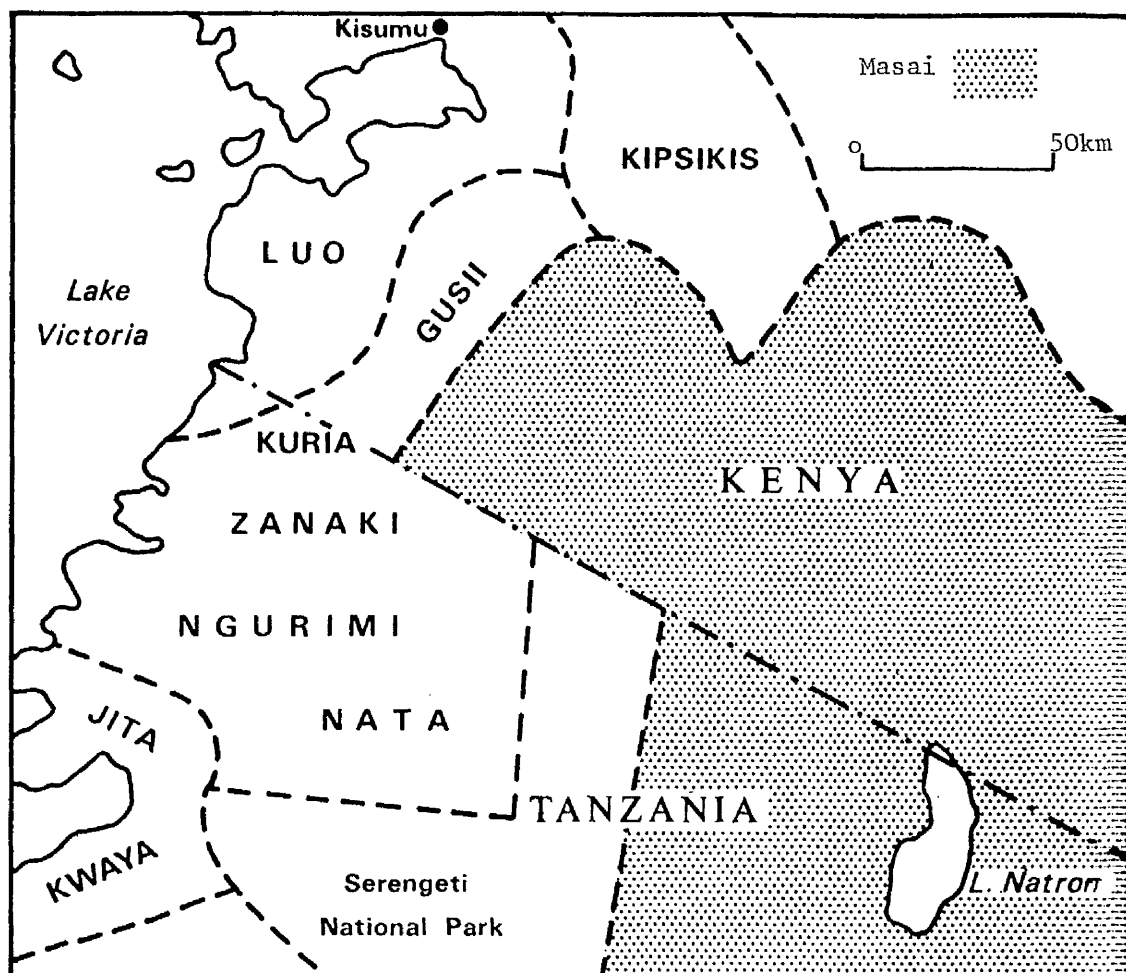 Kisumu
Masai
o 50km
KIPSIKIS
LUO
GUSII
Lake
Victoria
KURIA
KENYA
ZANAKI
NGURIMI
JITA
NATA
TANZANIA
KWAYA
Serengeti
National Park
L. Natron